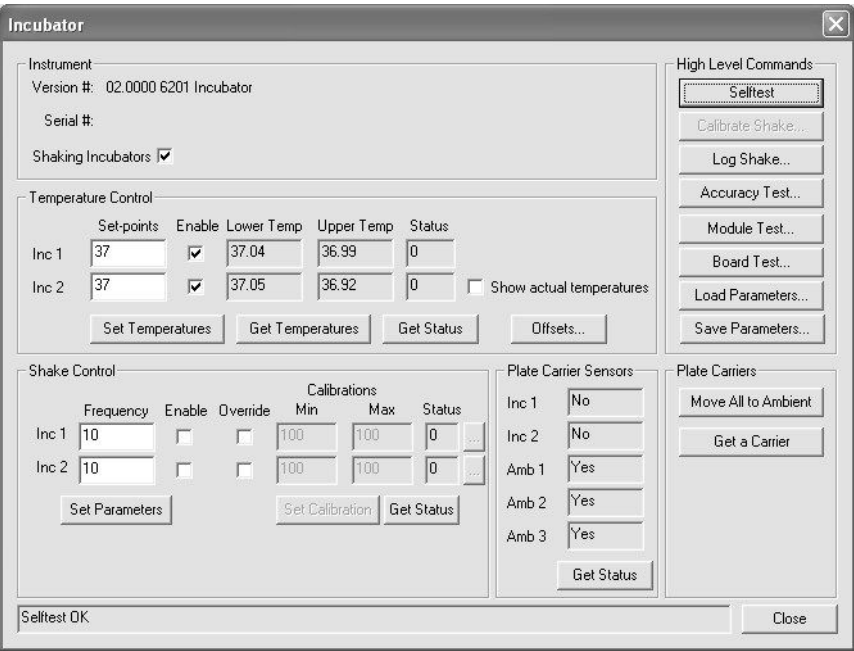 Incubator
Instrument
Version #: 02.0000 6201 Incubator
Serial #:
Shaking Incubators
Temperature Control
Set-points Enable Lower Temp Upper Temp Status
Inc 1 37 37.04 36.99 0
Inc 2 37 37.05 36.92 0 Show actual temperatures
Set Temperatures Get Temperatures Get Status Offsets...
Shake Control
Calibrations
Frequency Enable Override Min Max Status
Inc 1 10 100 100 0 ...
Inc 2 10 100 100 0 ...
Set Parameters Set Calibration Get Status
Plate Carrier Sensors
Inc 1 No
Inc 2 No
Amb 1 Yes
Amb 2 Yes
Amb 3 Yes
Get Status
High Level Commands
Selftest
Calibrate Shake...
Log Shake...
Accuracy Test...
Module Test...
Board Test...
Load Parameters...
Save Parameters...
Plate Carriers
Move All to Ambient
Get a Carrier
Selftest OK
Close